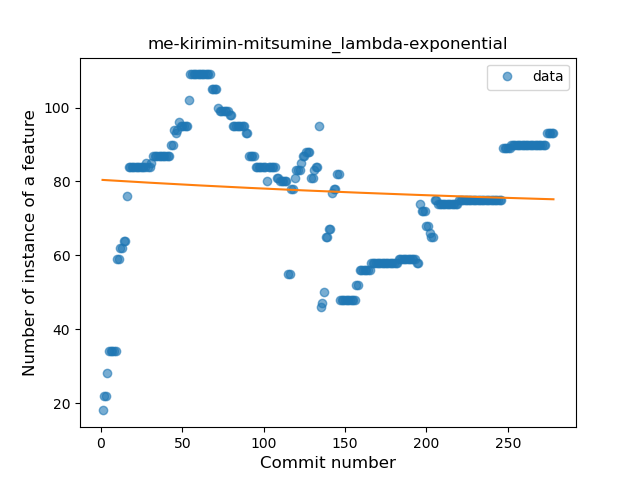 me-kirimin-mitsumine_lambda-exponential
data
Number of instance of a feature
100
80
60
40
20
0 50 100 150 200 250
Commit number